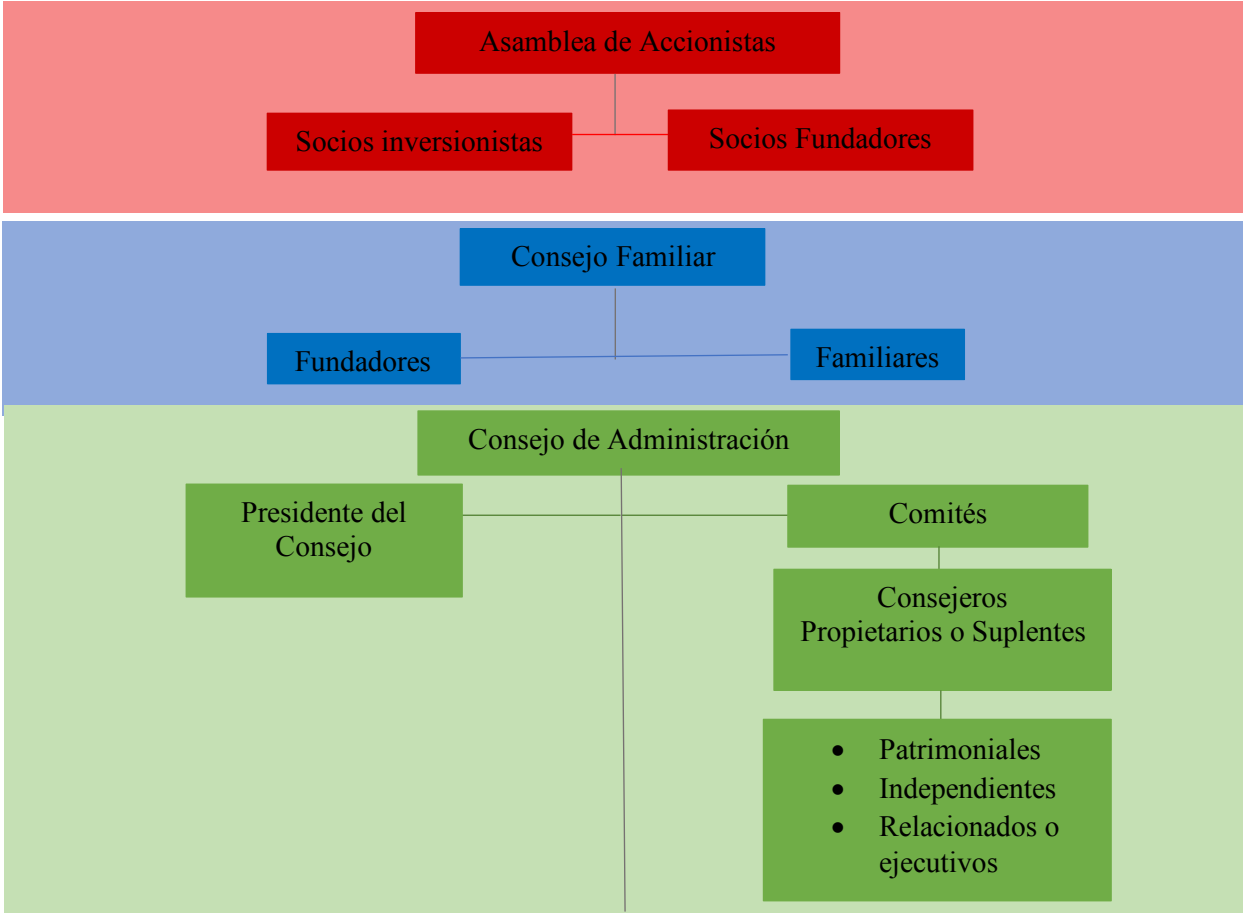 Asamblea de Accionistas
Socios inversionistas
Socios Fundadores
Consejo Familiar
Fundadores
Familiares
Consejo de Administración
Presidente del
Consejo
Comités
Consejeros
Propietarios o Suplentes
• Patrimoniales
• Independientes
• Relacionados o
ejecutivos